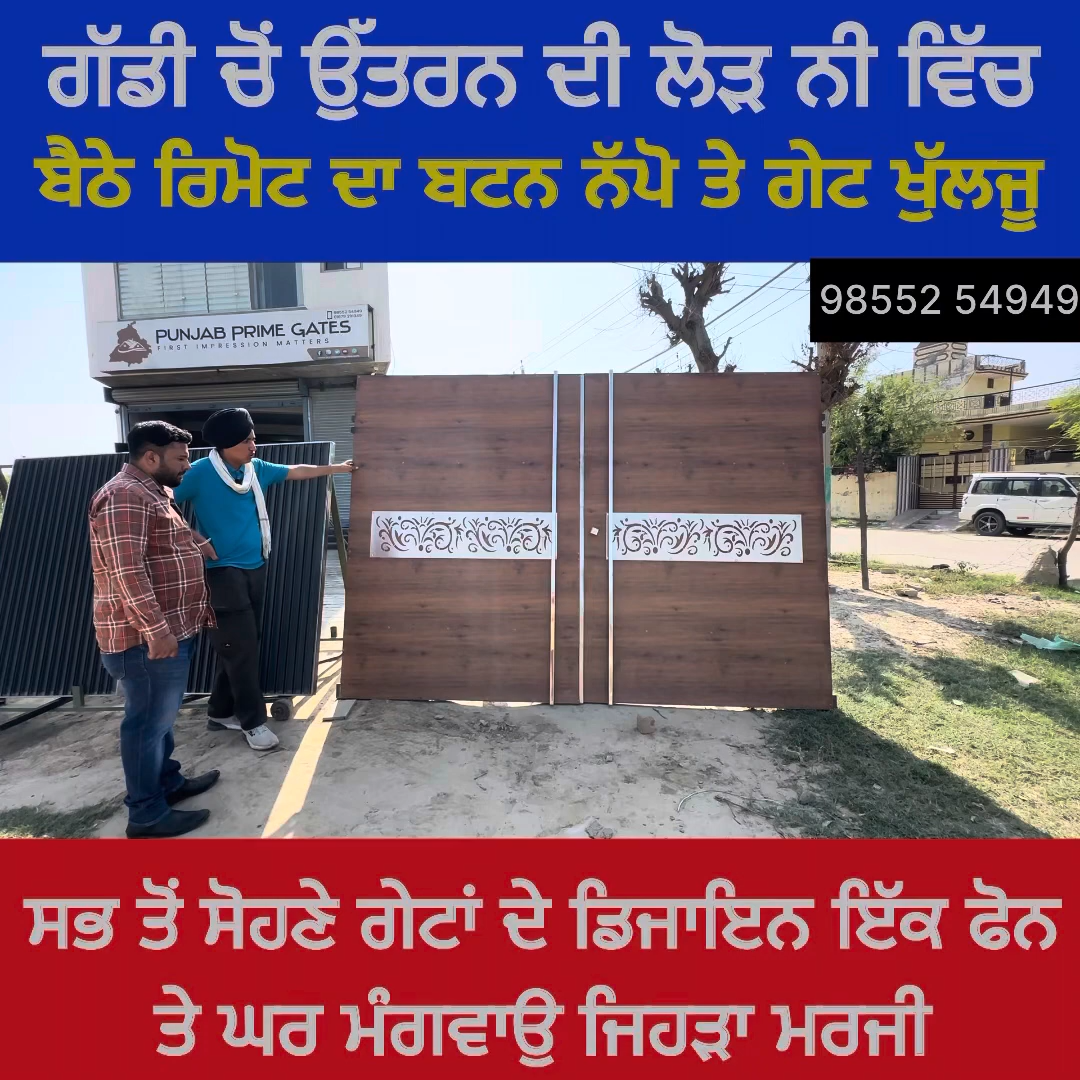 ਗੱਡੀ ਚੋਂ ਉੱਤਰਨ ਦੀ ਲੋੜ ਨੀ ਵਿੱਚ
ਬੈਠੇ ਰਿਮੋਟ ਦਾ ਬਟਨ ਨੱਪੋ ਤੇ ਗੇਟ ਖੁੱਲਜੂ
98552 54949
PUNJAB PRIME GATES
FIRST IMPRESSION MATTERS
ਸਭ ਤੋਂ ਸੋਹਣੇ ਗੇਟਾਂ ਦੇ ਡਿਜਾਇਨ ਇੱਕ ਫੋਨ
ਤੇ ਘਰ ਮੰਗਵਾਉ ਜਿਹੜਾ ਮਰਜੀ